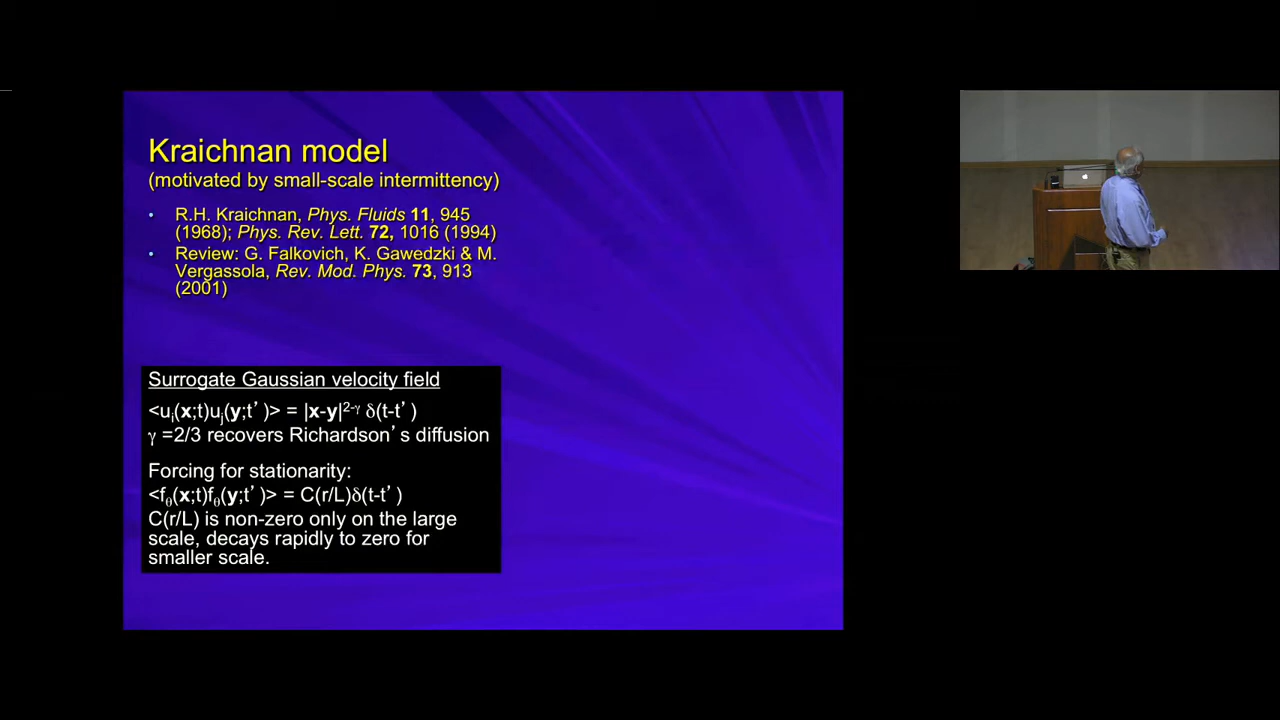 Kraichnan model
(motivated by small-scale intermittency)
• R.H. Kraichnan, Phys. Fluids 11, 945
(1968); Phys. Rev. Lett. 72, 1016 (1994)
• Review: G. Falkovich, K. Gawedzki & M.
Vergassola, Rev. Mod. Phys. 73, 913
(2001)
Surrogate Gaussian velocity field
<uᵢ(x;t)uⱼ(y;t’)> = |x-y|²⁻ᵞ δ(t-t’)
γ =2/3 recovers Richardson’s diffusion
Forcing for stationarity:
<f_θ(x;t)f_θ(y;t’)> = C(r/L)δ(t-t’)
C(r/L) is non-zero only on the large
scale, decays rapidly to zero for
smaller scale.